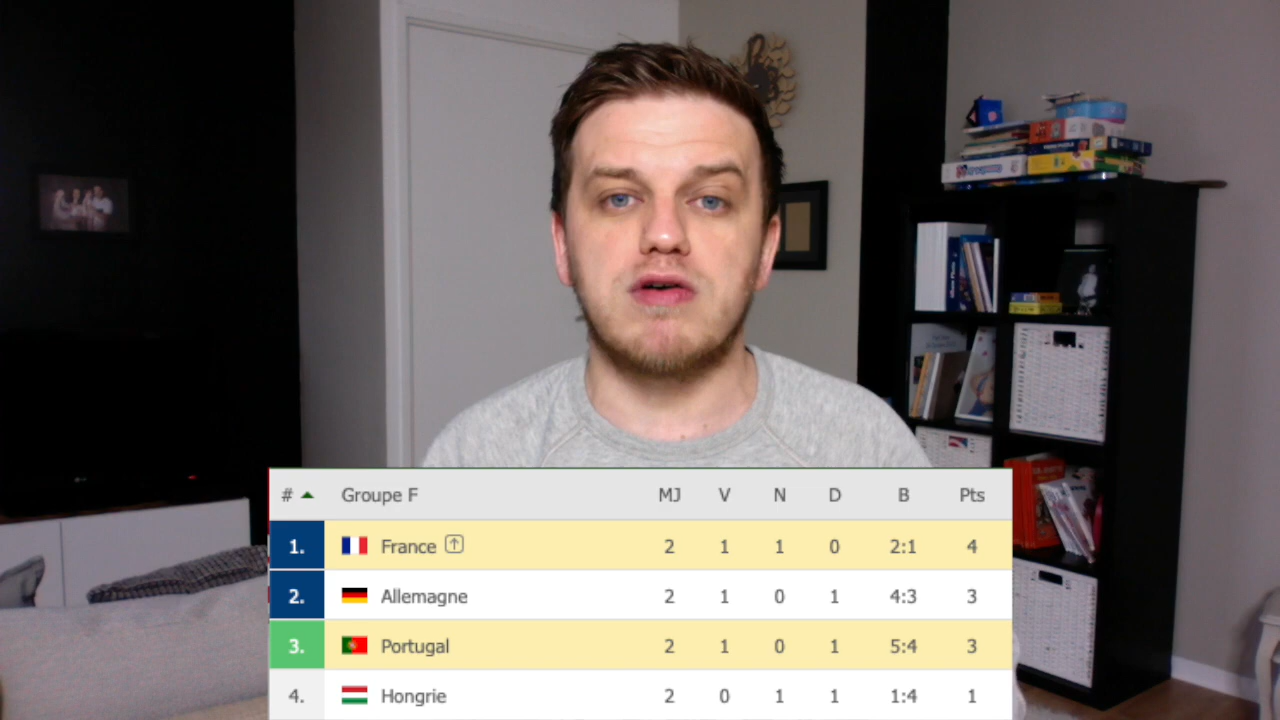 # Groupe F MJ V N D B Pts
1. France 2 1 1 0 2:1 4
2. Allemagne 2 1 0 1 4:3 3
3. Portugal 2 1 0 1 5:4 3
4. Hongrie 2 0 1 1 1:4 1